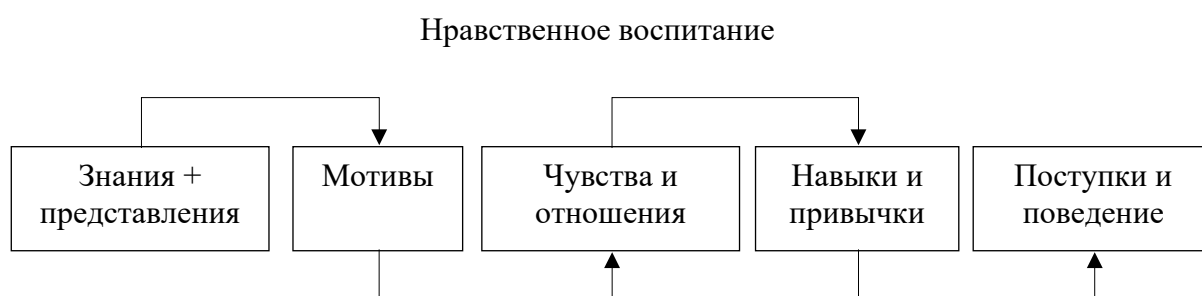 Нравственное воспитание
Знания +
представления
Мотивы
Чувства и
отношения
Навыки и
привычки
Поступки и
поведение